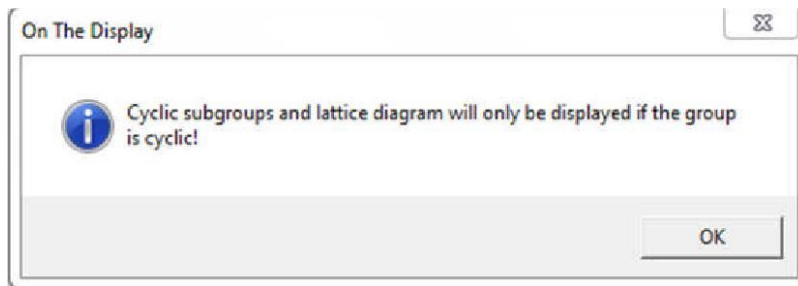 On The Display
Cyclic subgroups and lattice diagram will only be displayed if the group
is cyclic!
OK